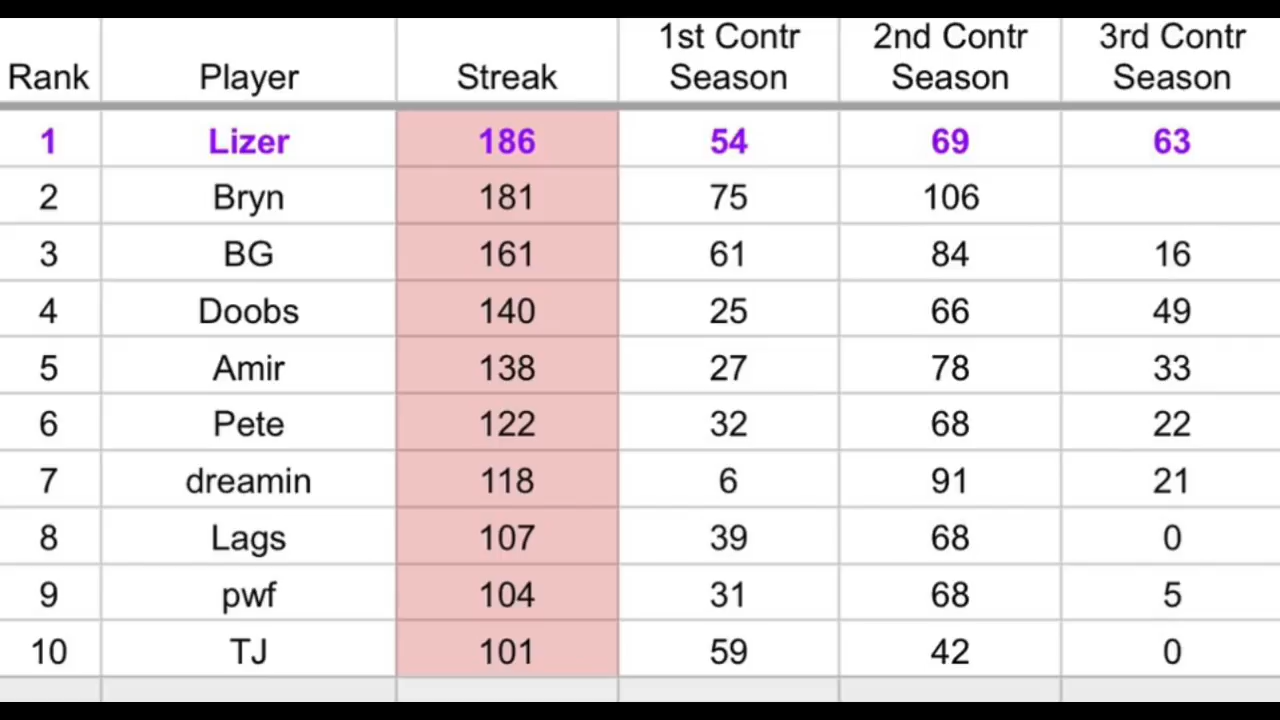 Rank Player Streak 1st Contr Season 2nd Contr Season 3rd Contr Season
1 Lizer 186 54 69 63
2 Bryn 181 75 106
3 BG 161 61 84 16
4 Doobs 140 25 66 49
5 Amir 138 27 78 33
6 Pete 122 32 68 22
7 dreamin 118 6 91 21
8 Lags 107 39 68 0
9 pwf 104 31 68 5
10 TJ 101 59 42 0